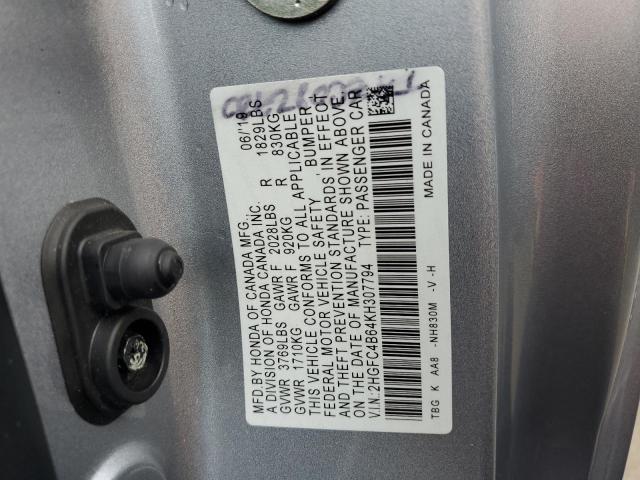 MFD.BY HONDA OF CANADA MFG.; 06/19
A DIVISION OF HONDA CANADA INC.
GVWR 3769LBS GAWR F 2028LBS R 1829LBS
GVWR 1710KG GAWR F 920KG R 830KG
THIS VEHICLE CONFORMS TO ALL APPLICABLE
FEDERAL MOTOR VEHICLE SAFETY , BUMPER ,
AND THEFT PREVENTION STANDARDS IN EFFECT
ON THE DATE OF MANUFACTURE SHOWN ABOVE.
V.I.N: 2HGFC4B64KH307794 TYPE: PASSENGER CAR
TBG K AA8 -NH830M -V -H MADE IN CANADA